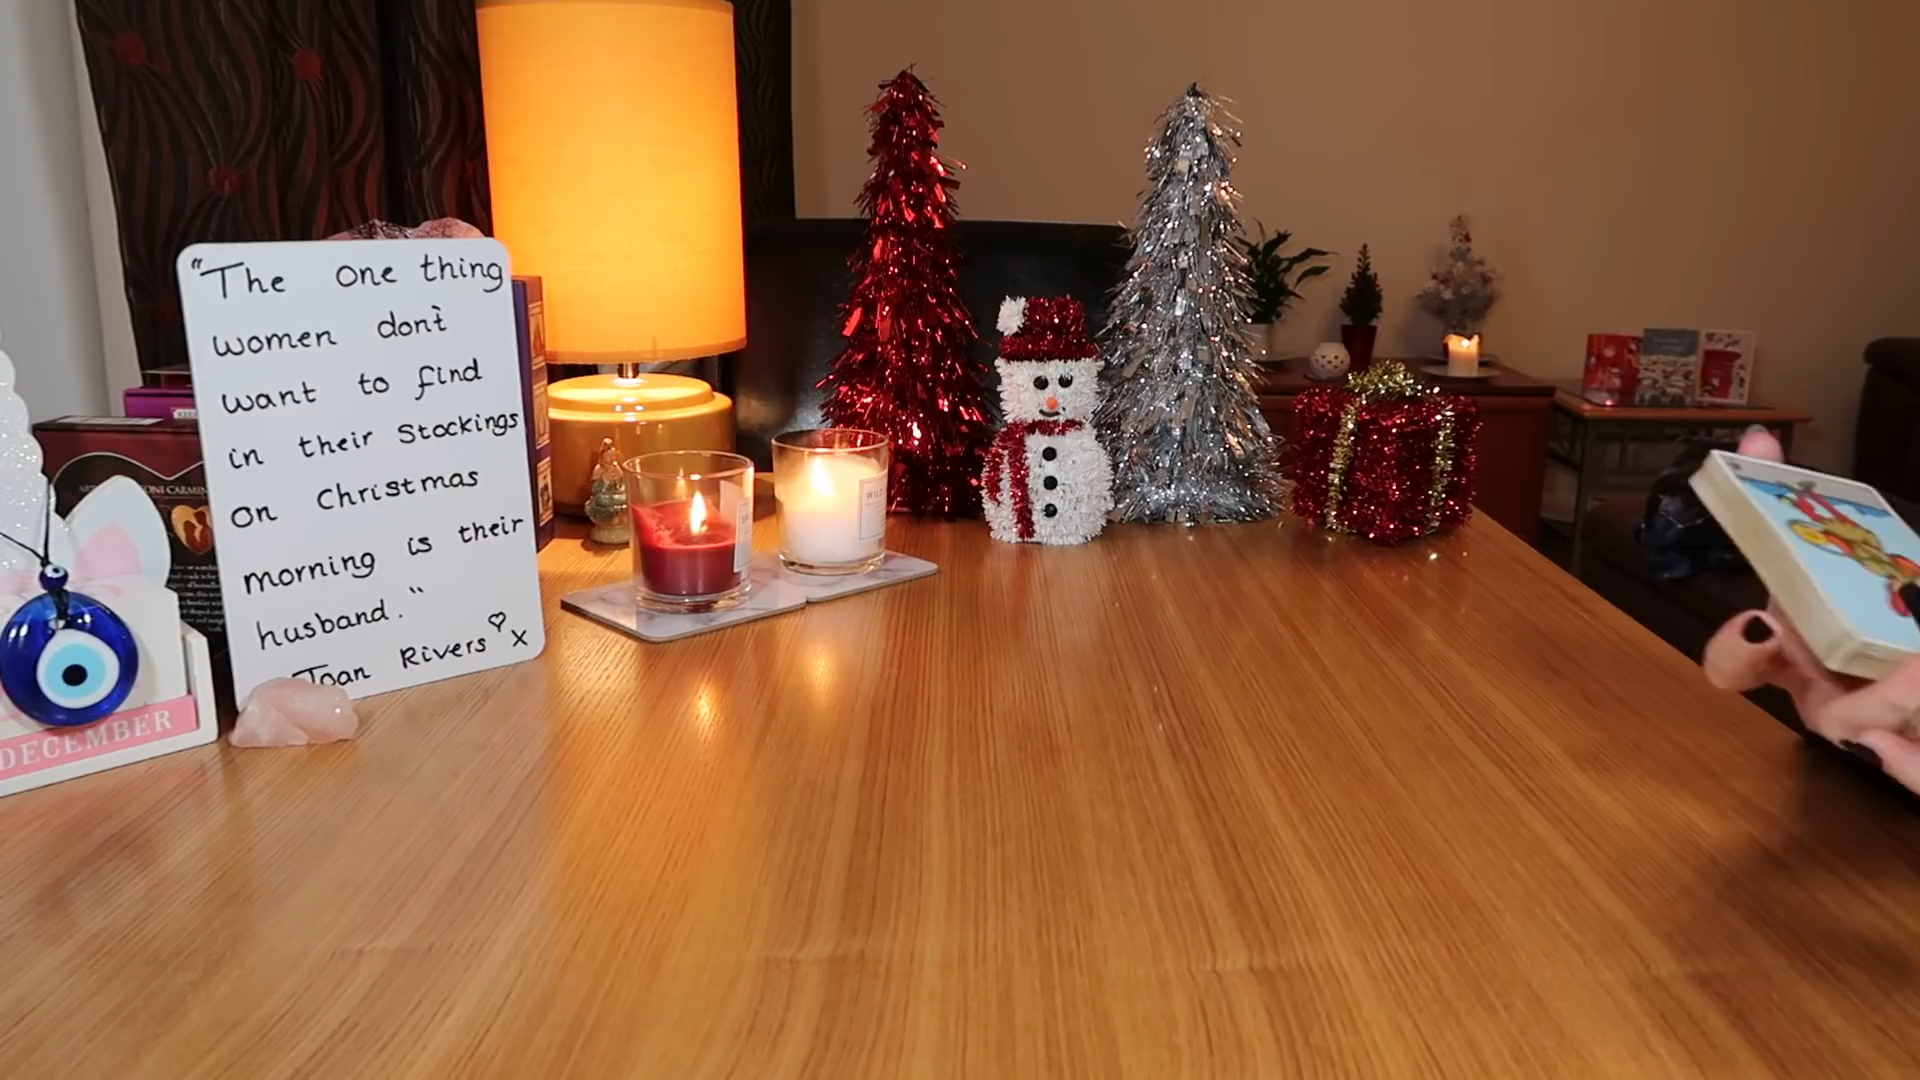 "The one thing
women don't
want to find
in their stockings
on Christmas
morning is their
husband."
Joan Rivers ♡x
DECEMBER